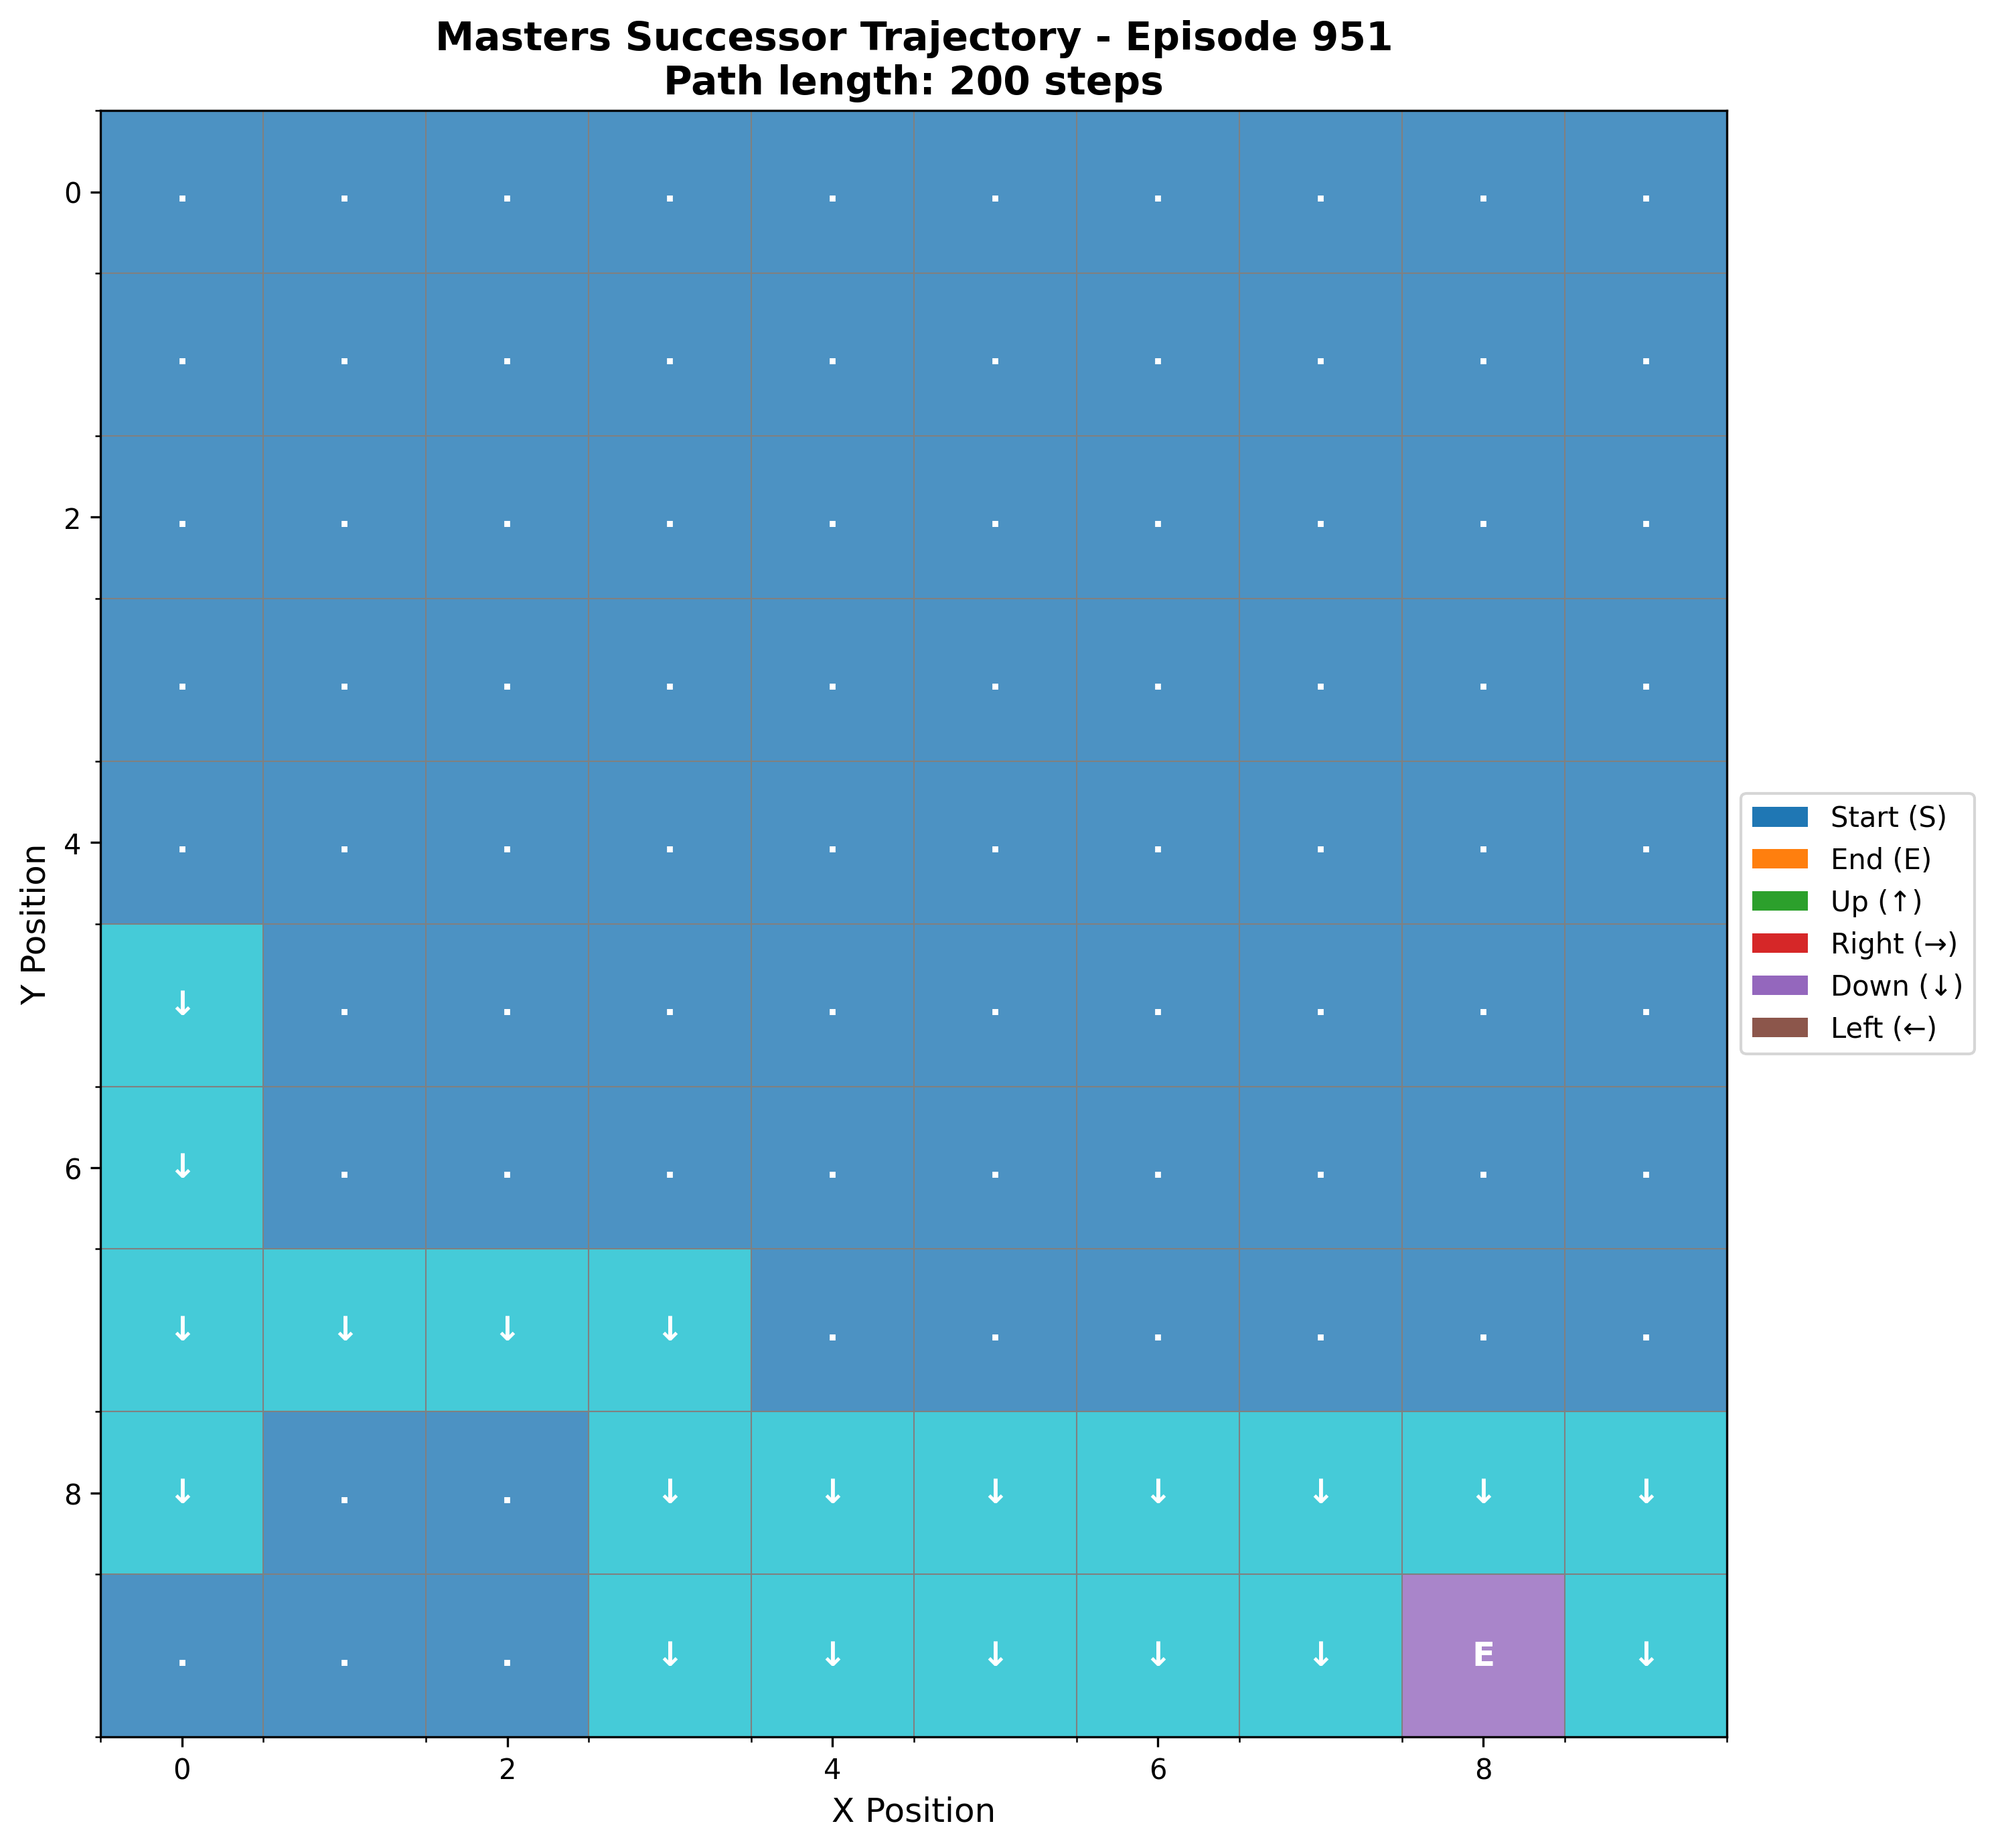 Masters Successor Trajectory - Episode 951
Path length: 200 steps
0 . . . . . . . . . .
. . . . . . . . . .
2 . . . . . . . . . .
. . . . . . . . . .
4 . . . . . . . . . .
↓ . . . . . . . . .
6 ↓ . . . . . . . . .
↓ ↓ ↓ ↓ . . . . . .
8 ↓ . . ↓ ↓ ↓ ↓ ↓ ↓ ↓
. . . ↓ ↓ ↓ ↓ ↓ E ↓
0 2 4 6 8
X Position
Y Position
Start (S)
End (E)
Up (↑)
Right (→)
Down (↓)
Left (←)